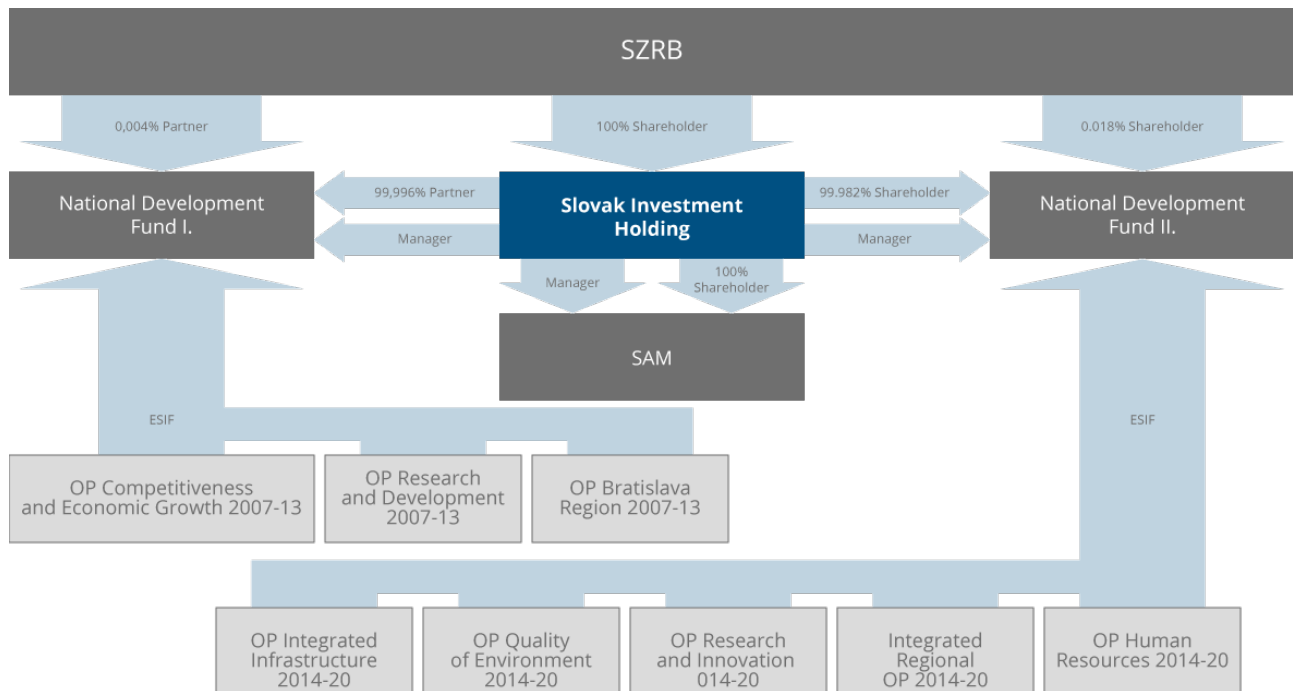 SZRB
0,004% Partner
100% Shareholder
0.018% Shareholder
National Development
Fund I.
99,996% Partner
Manager
Slovak Investment
Holding
99.982% Shareholder
Manager
National Development
Fund II.
Manager
100%
Shareholder
SAM
ESIF
ESIF
OP Competitiveness
and Economic Growth 2007-13
OP Research
and Development
2007-13
OP Bratislava
Region 2007-13
OP Integrated
Infrastructure
2014-20
OP Quality
of Environment
2014-20
OP Research
and Innovation
014-20
Integrated
Regional
OP 2014-20
OP Human
Resources 2014-20